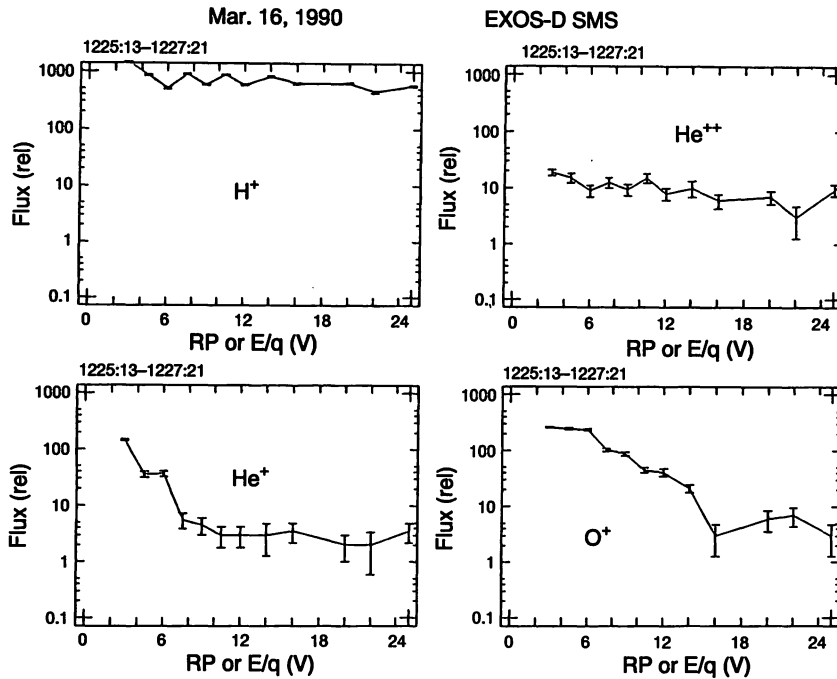 Mar. 16, 1990
EXOS-D SMS
1225:13–1227:21
1000
100
10
1
0.1
Flux (rel)
H+
0 6 12 18 24
RP or E/q (V)
1225:13–1227:21
1000
100
10
1
0.1
Flux (rel)
He++
0 6 12 18 24
RP or E/q (V)
1225:13–1227:21
1000
100
10
1
0.1
Flux (rel)
He+
0 6 12 18 24
RP or E/q (V)
1225:13–1227:21
1000
100
10
1
0.1
Flux (rel)
O+
0 6 12 18 24
RP or E/q (V)